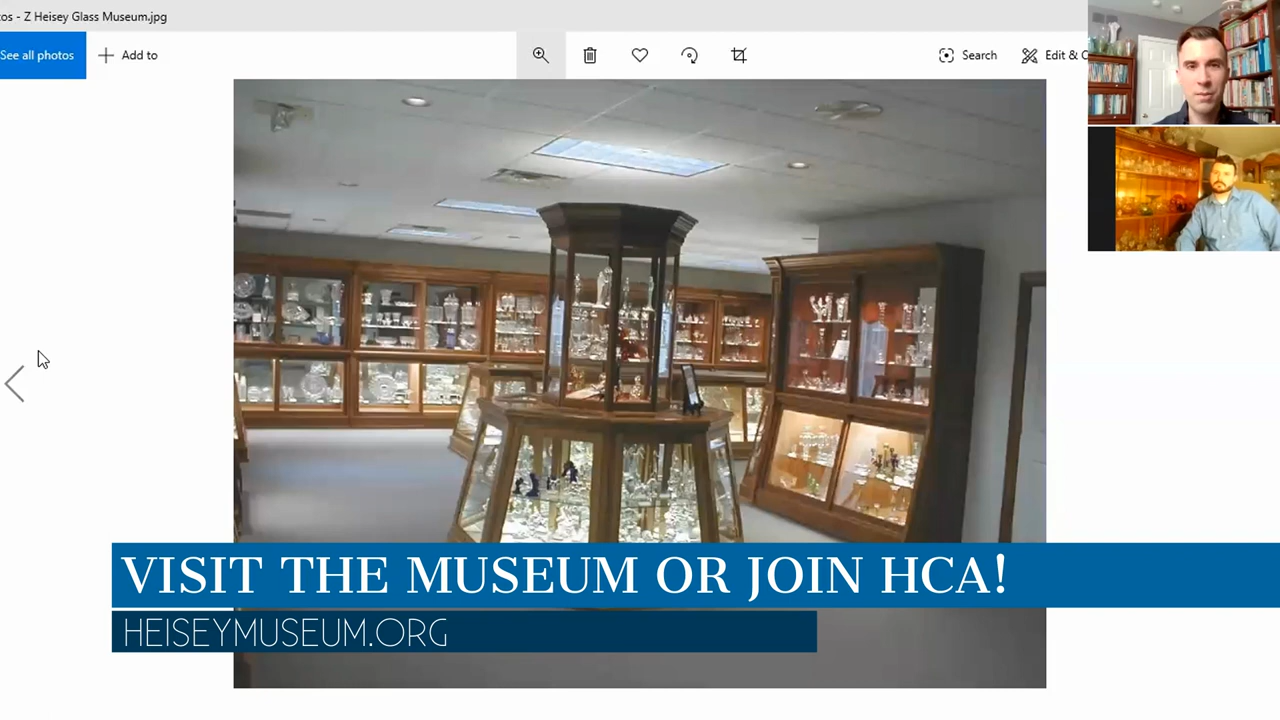 os - Z Heisey Glass Museum.jpg
See all photos
Add to
Search
Edit & C
VISIT THE MUSEUM OR JOIN HCA!
HEISEYMUSEUM.ORG